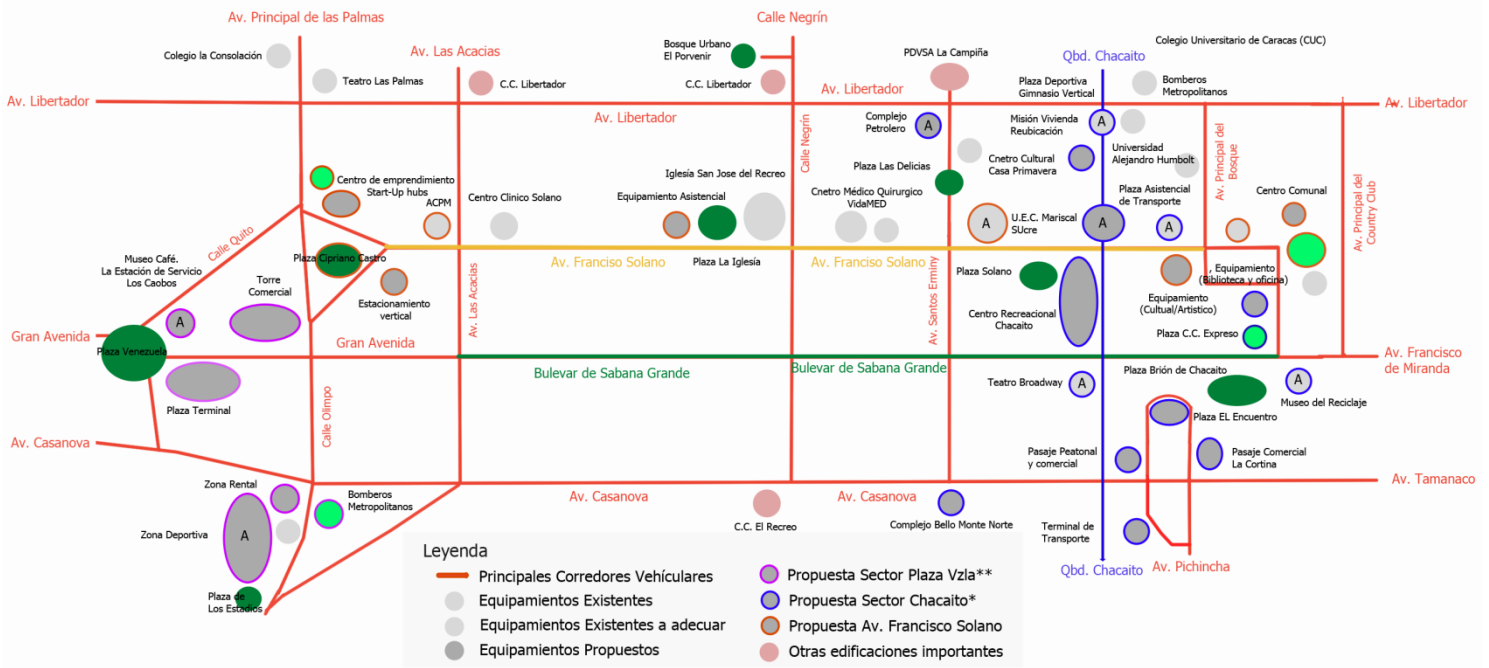 Av. Principal de las Palmas
Calle Negrín
Colegio la Consolación
Av. Las Acacias
Bosque Urbano
El Porvenir
PDVSA La Campiña
Qbd. Chacaito
Colegio Universitario de Caracas (CUC)
Teatro Las Palmas
C.C. Libertador
C.C. Libertador
Av. Libertador
Plaza Deportiva
Gimnasio Vertical
Bomberos
Metropolitanos
Av. Libertador
Av. Libertador
Av. Libertador
Complejo
Petrolero
A
Misión Vivienda
Reubicación
A
Calle Negrín
Av. Principal del
Bosque
Av. Principal del
Country Club
Universidad
Alejandro Humbolt
Cnetro Cultural
Casa Primavera
Plaza Las Delicias
Centro de emprendimiento
Start-Up hubs
ACPM
Centro Clinico Solano
Equipamiento Asistencial
Iglesía San Jose del Recreo
Cnetro Médico Quirurgico
VidaMED
A
U.E.C. Mariscal
SUcre
A
Plaza Asistencial
de Transporte
A
Centro Comunal
Calle Quito
Museo Café.
La Estación de Servicio
Los Caobos
Plaza Cipriano Castro
Av. Franciso Solano
Plaza La Iglesía
Av. Franciso Solano
Torre
Comercial
Estacionamiento
vertical
Av. Las Acacias
Av. Santos Erminy
Plaza Solano
Centro Recreacional
Chacaito
, Equipamiento
(Biblioteca y oficina)
Equipamiento
(Cultual/Artistico)
A
Gran Avenida
Plaza Venezuela
Gran Avenida
Plaza C.C. Expreso
Av. Francisco
de Miranda
Bulevar de Sabana Grande
Bulevar de Sabana Grande
Plaza Terminal
Calle Olimpo
Teatro Broadway
A
Plaza Brión de Chacaito
A
Museo del Reciclaje
Plaza EL Encuentro
Av. Casanova
Pasaje Peatonal
y comercial
Pasaje Comercial
La Cortina
Zona Rental
Bomberos
Metropolitanos
Av. Casanova
Av. Casanova
Av. Tamanaco
Zona Deportiva
A
C.C. El Recreo
Complejo Bello Monte Norte
Terminal de
Transporte
Qbd. Chacaito
Av. Pichincha
Plaza de
Los Estadios
Leyenda
Principales Corredores Vehículares
Equipamientos Existentes
Equipamientos Existentes a adecuar
Equipamientos Propuestos
Propuesta Sector Plaza Vzla**
Propuesta Sector Chacaito*
Propuesta Av. Francisco Solano
Otras edificaciones importantes